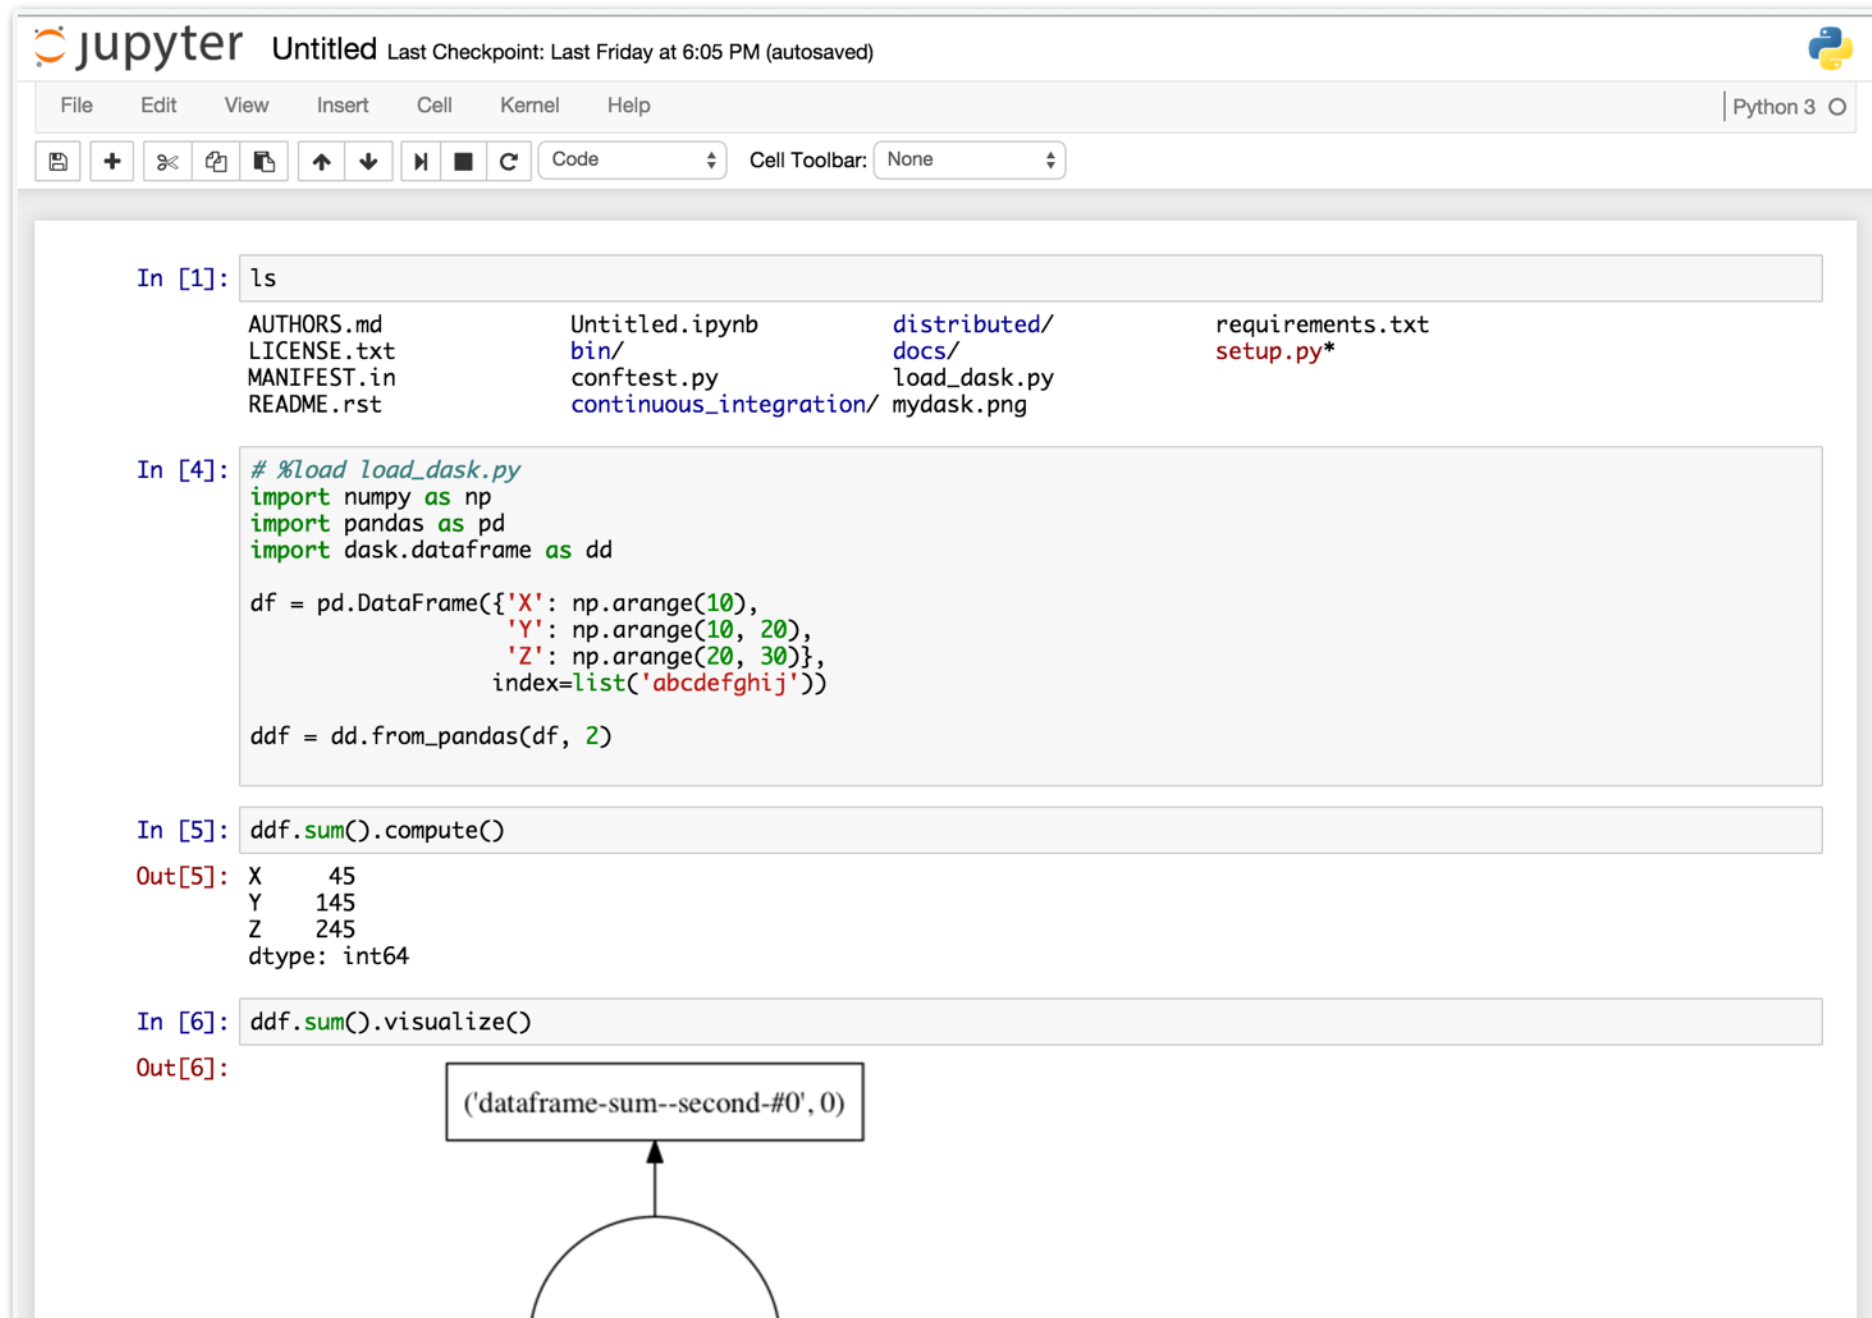 jupyter Untitled Last Checkpoint: Last Friday at 6:05 PM (autosaved)
File Edit View Insert Cell Kernel Help Python 3
Code Cell Toolbar: None
In [1]: ls
AUTHORS.md Untitled.ipynb distributed/ requirements.txt
LICENSE.txt bin/ docs/ setup.py*
MANIFEST.in conftest.py load_dask.py
README.rst continuous_integration/ mydask.png
In [4]: # %load load_dask.py
import numpy as np
import pandas as pd
import dask.dataframe as dd
df = pd.DataFrame({'X': np.arange(10),
'Y': np.arange(10, 20),
'Z': np.arange(20, 30)},
index=list('abcdefghij'))
ddf = dd.from_pandas(df, 2)
In [5]: ddf.sum().compute()
Out[5]: X 45
Y 145
Z 245
dtype: int64
In [6]: ddf.sum().visualize()
Out[6]:
('dataframe-sum--second-#0', 0)